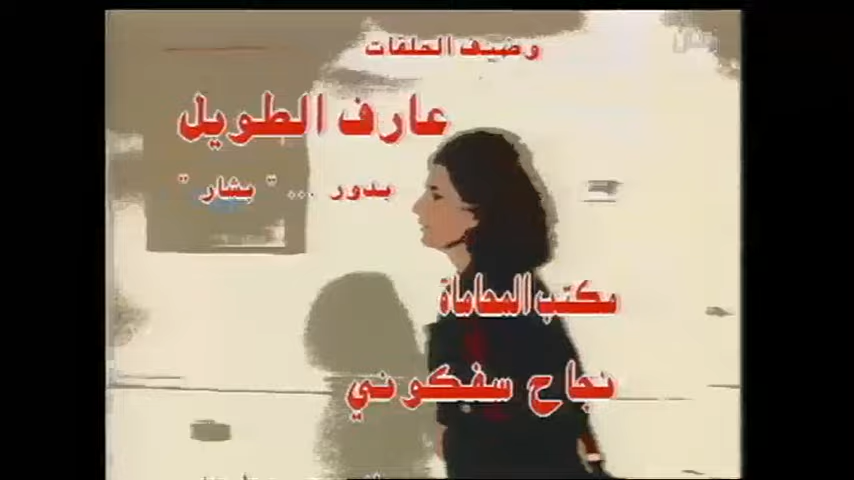 وضيف الحلقات
عارف الطويل
بدور ... " بشار "
مكتب المحاماة
نجاح سفكوني